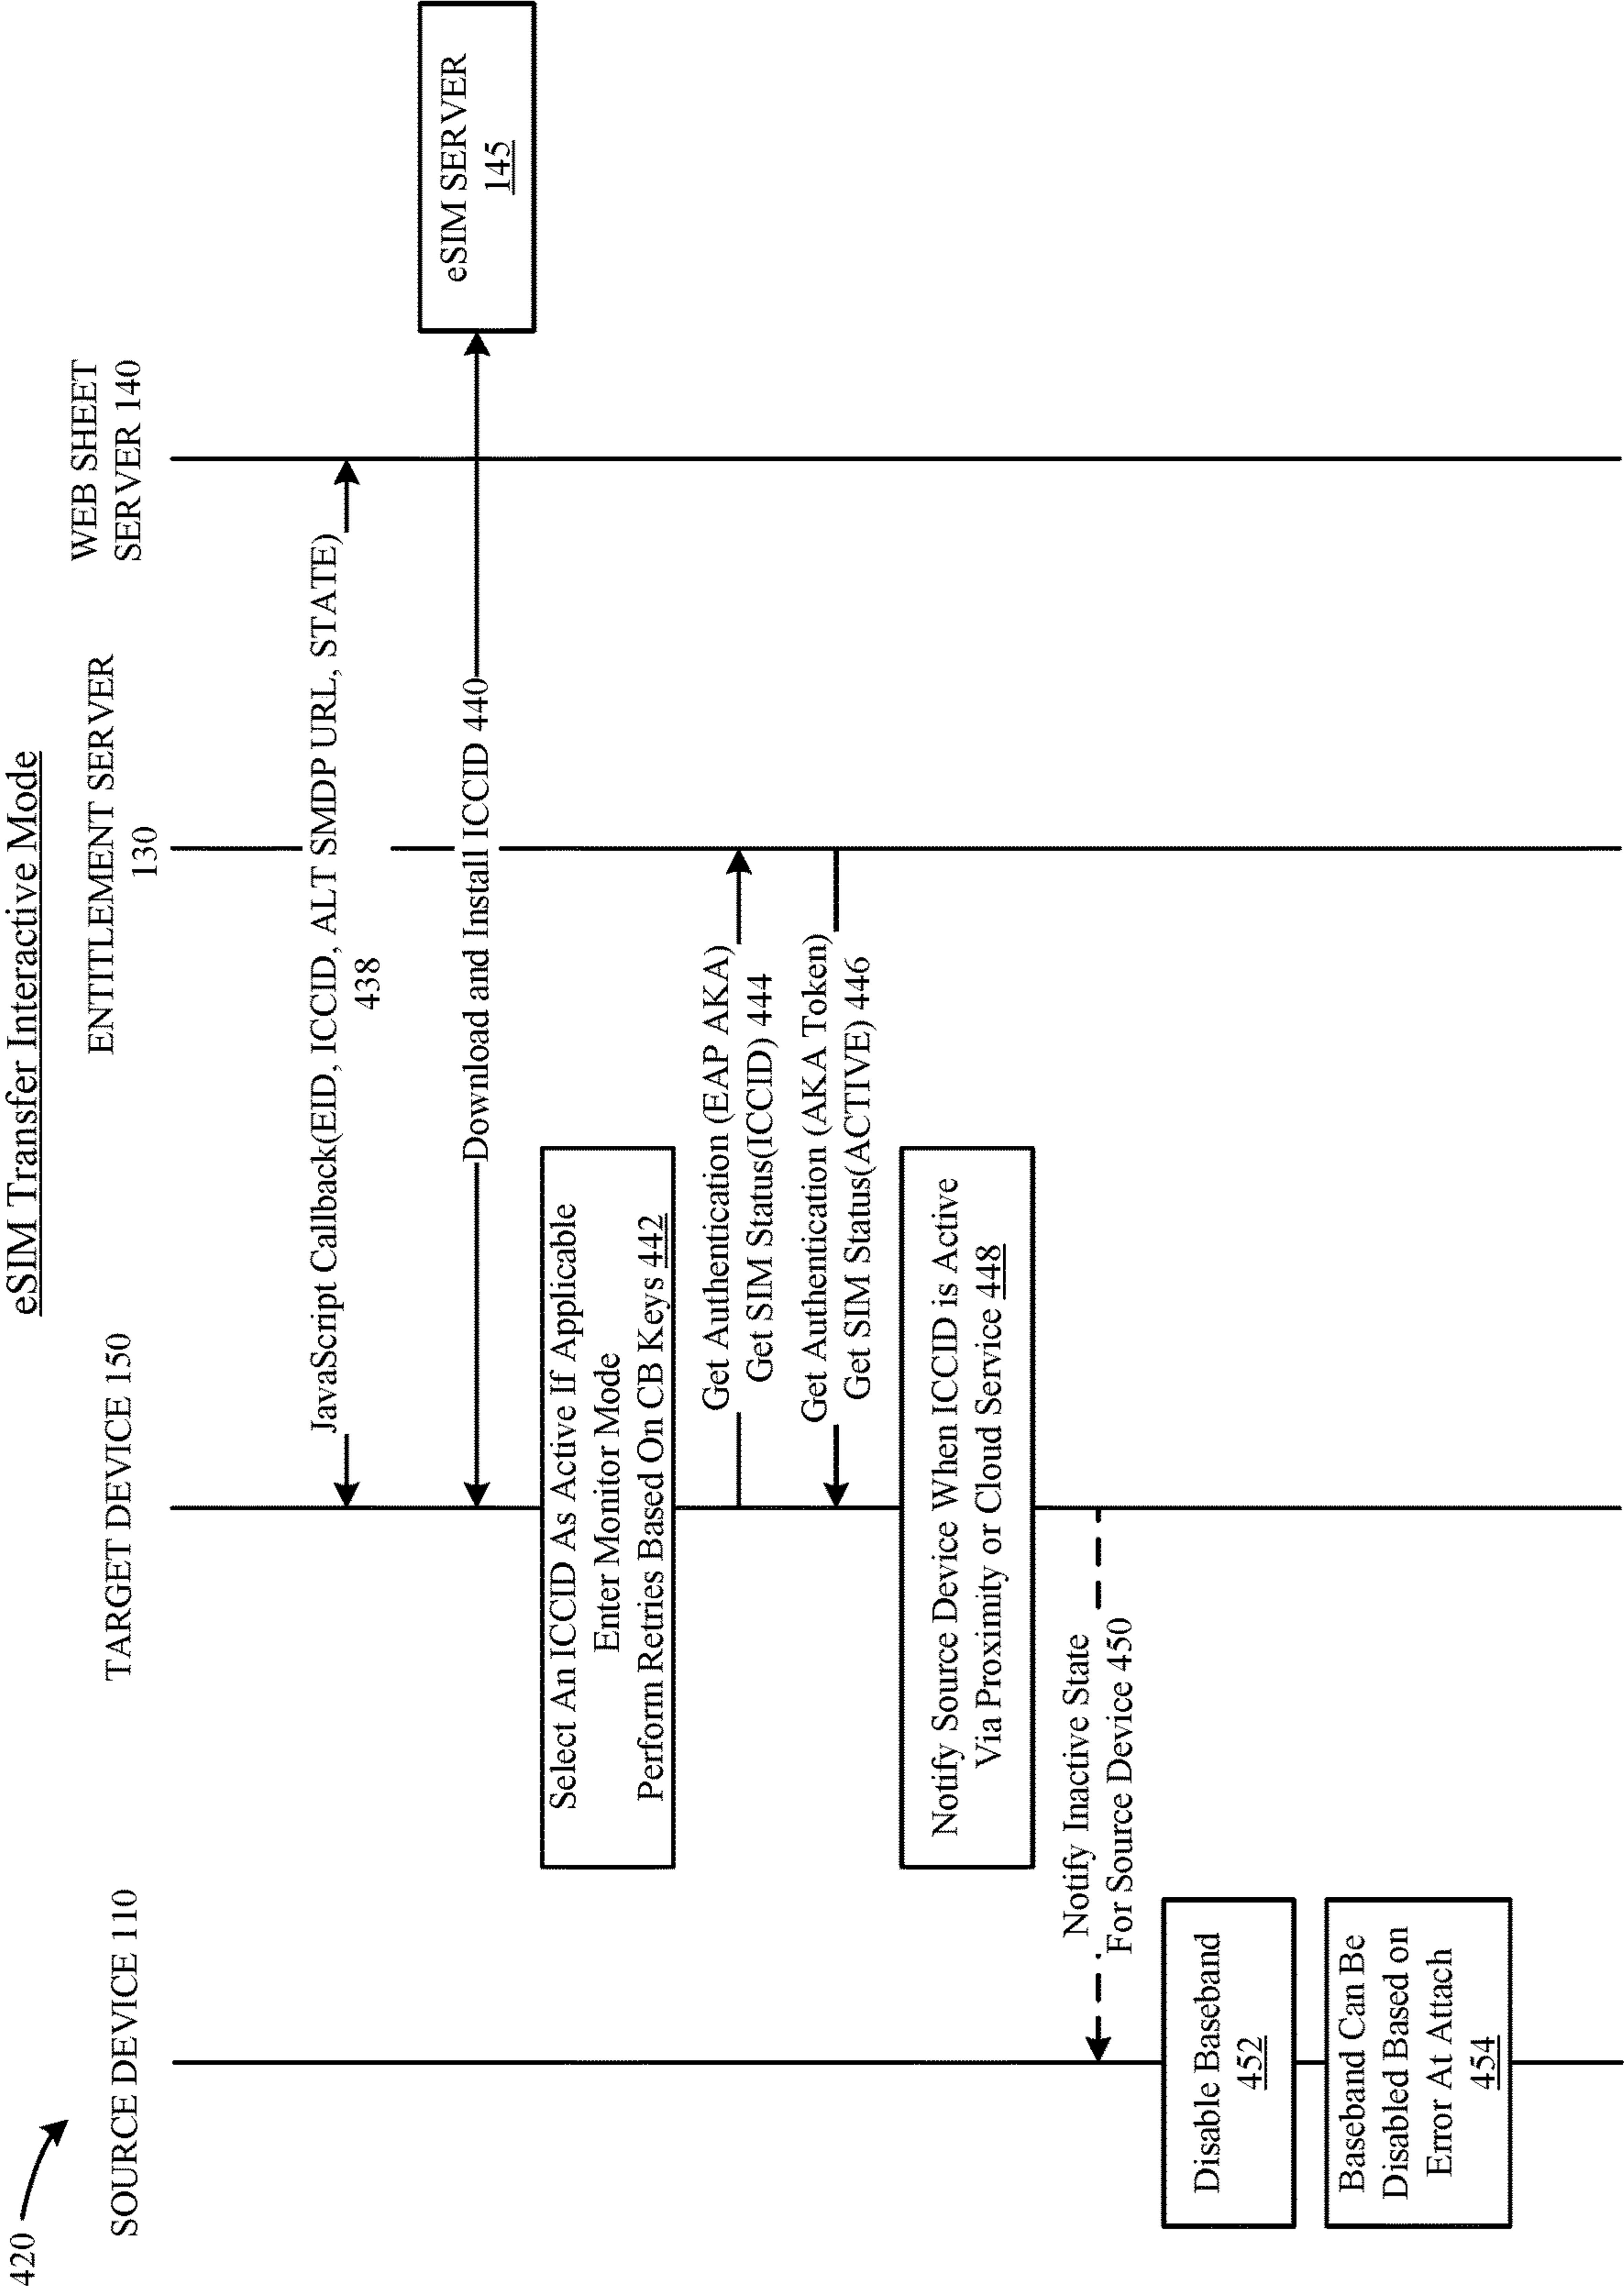 420
eSIM Transfer Interactive Mode
SOURCE DEVICE 110
TARGET DEVICE 150
ENTITLEMENT SERVER
130
WEB SHEET
SERVER 140
JavaScript Callback(EID, ICCID, ALT SMDP URL, STATE)
438
Download and Install ICCID 440
eSIM SERVER
145
Select An ICCID As Active If Applicable
Enter Monitor Mode
Perform Retries Based On CB Keys 442
Get Authentication (EAP AKA)
Get SIM Status(ICCID) 444
Get Authentication (AKA Token)
Get SIM Status(ACTIVE) 446
Notify Source Device When ICCID is Active
Via Proximity or Cloud Service 448
Notify Inactive State
For Source Device 450
Disable Baseband
452
Baseband Can Be
Disabled Based on
Error At Attach
454